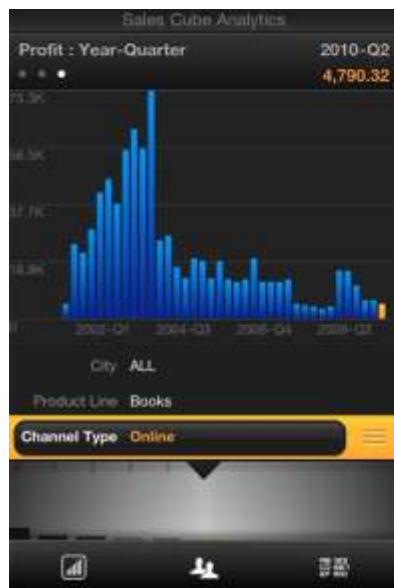 Sales Cube Analytics
Profit : Year-Quarter 2010-Q2
4,790.32
75.3K
56.5K
37.7K
18.8K
0 2002-Q1 2004-Q3 2006-Q4 2009-Q2
City ALL
Product Line Books
Channel Type Online